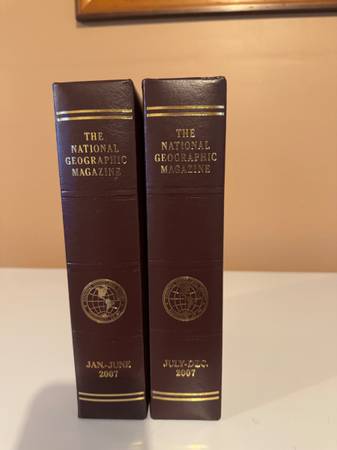 THE
NATIONAL
GEOGRAPHIC
MAGAZINE
JAN.-JUNE
2007
THE
NATIONAL
GEOGRAPHIC
MAGAZINE
JULY-DEC.
2007